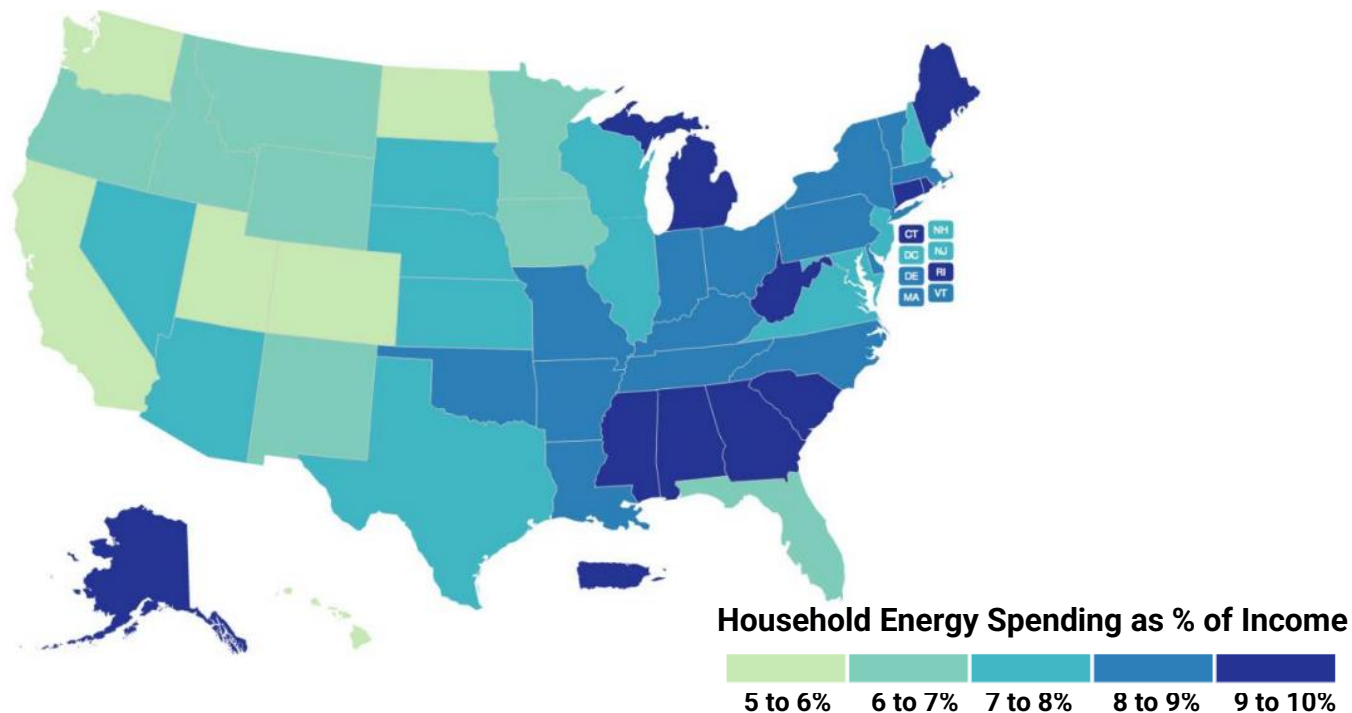 CT NH
DC NJ
DE RI
MA VT
Household Energy Spending as % of Income
5 to 6% 6 to 7% 7 to 8% 8 to 9% 9 to 10%